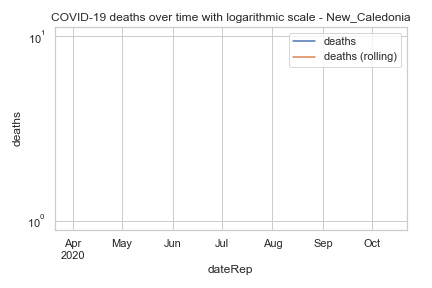 COVID-19 deaths over time with logarithmic scale - New_Caledonia
deaths
deaths (rolling)
10¹
deaths
10⁰
Apr May Jun Jul Aug Sep Oct
2020
dateRep